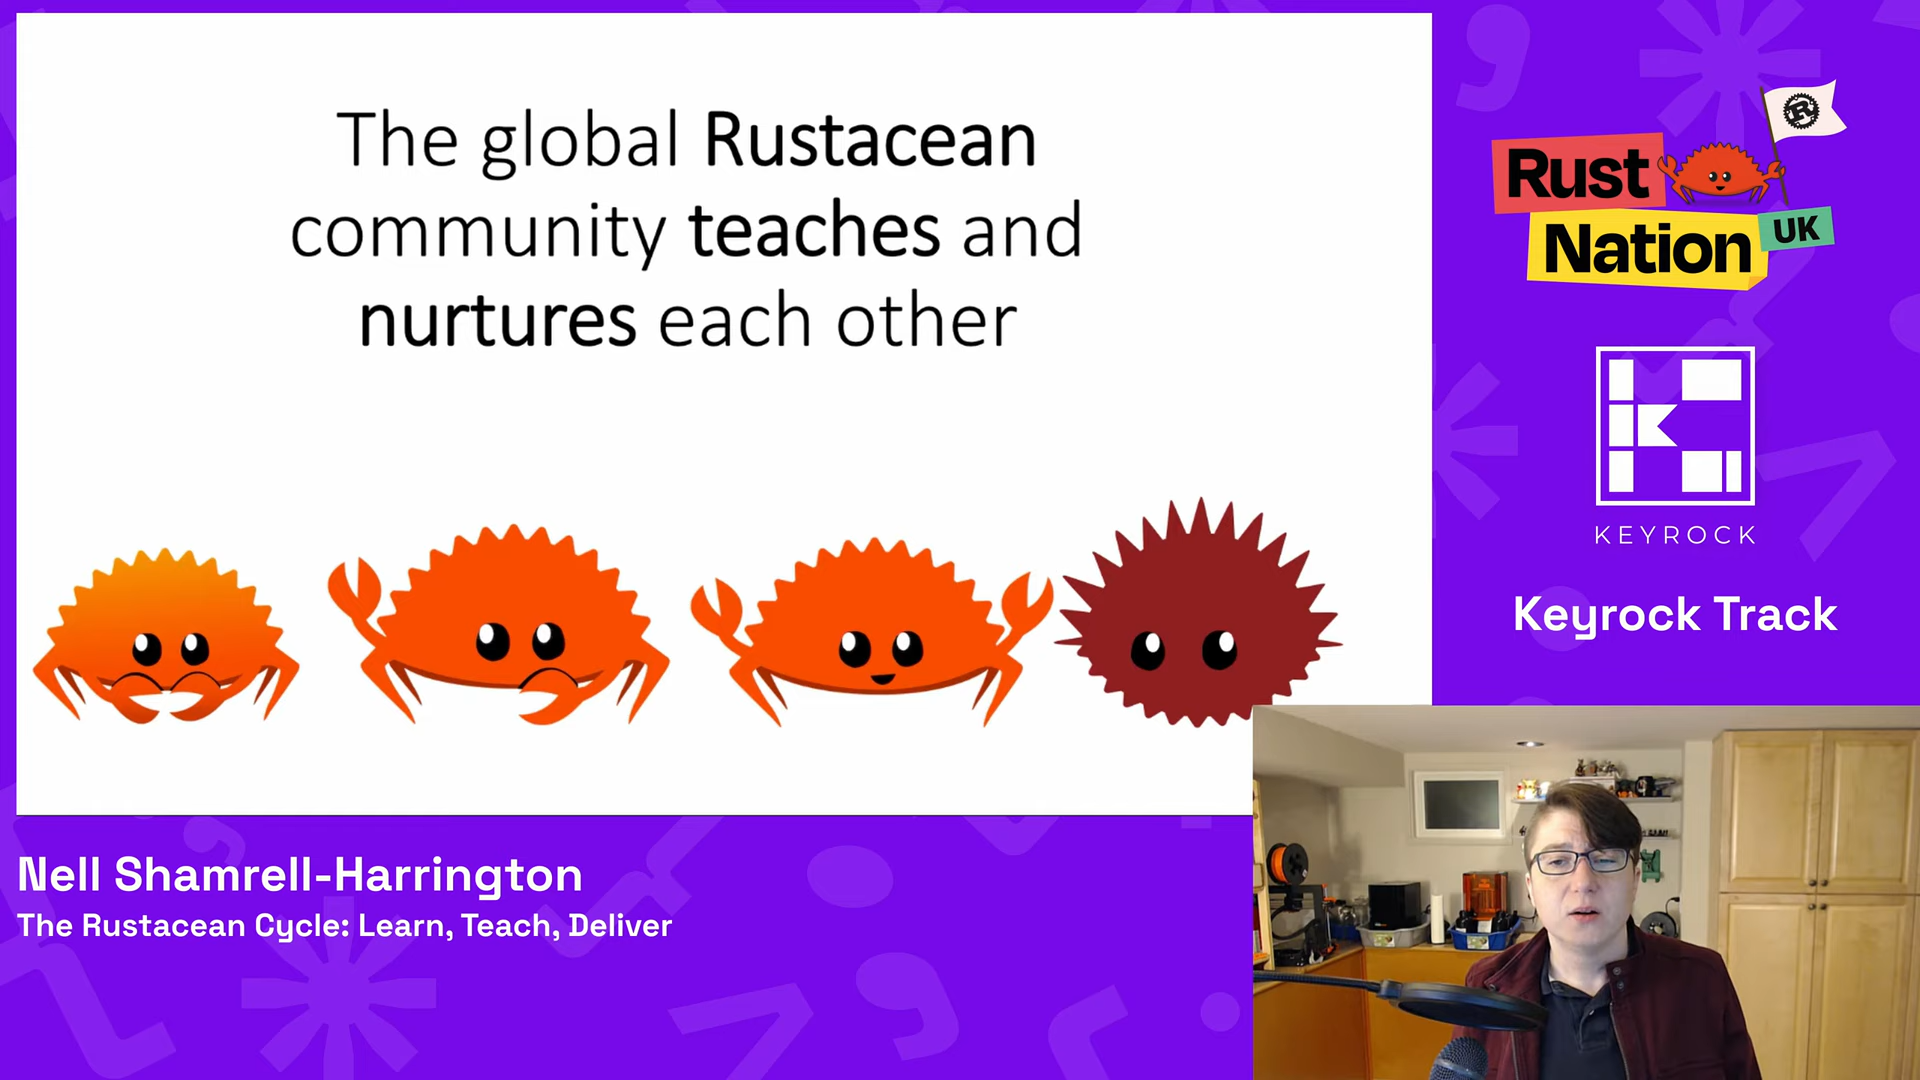 The global Rustacean
community teaches and
nurtures each other
Rust
Nation
UK
R
KEYROCK
Keyrock Track
Nell Shamrell-Harrington
The Rustacean Cycle: Learn, Teach, Deliver